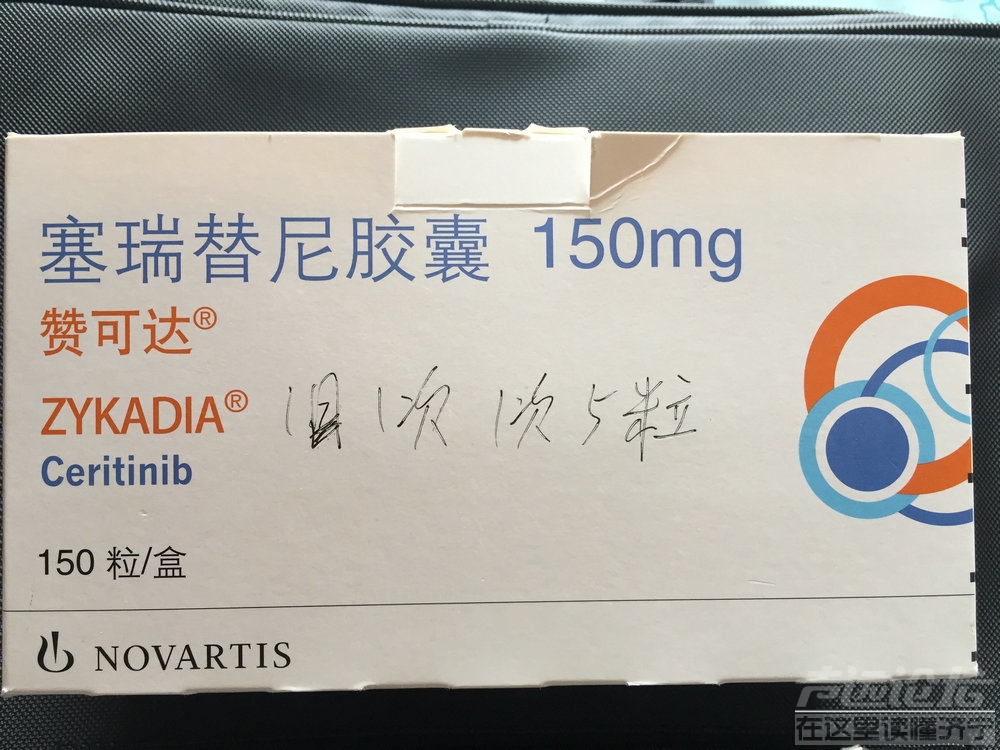 塞瑞替尼胶囊 150mg
赞可达®
ZYKADIA® 1日1次 1次5粒
Ceritinib
150 粒/盒
NOVARTIS
在这里读懂济宁